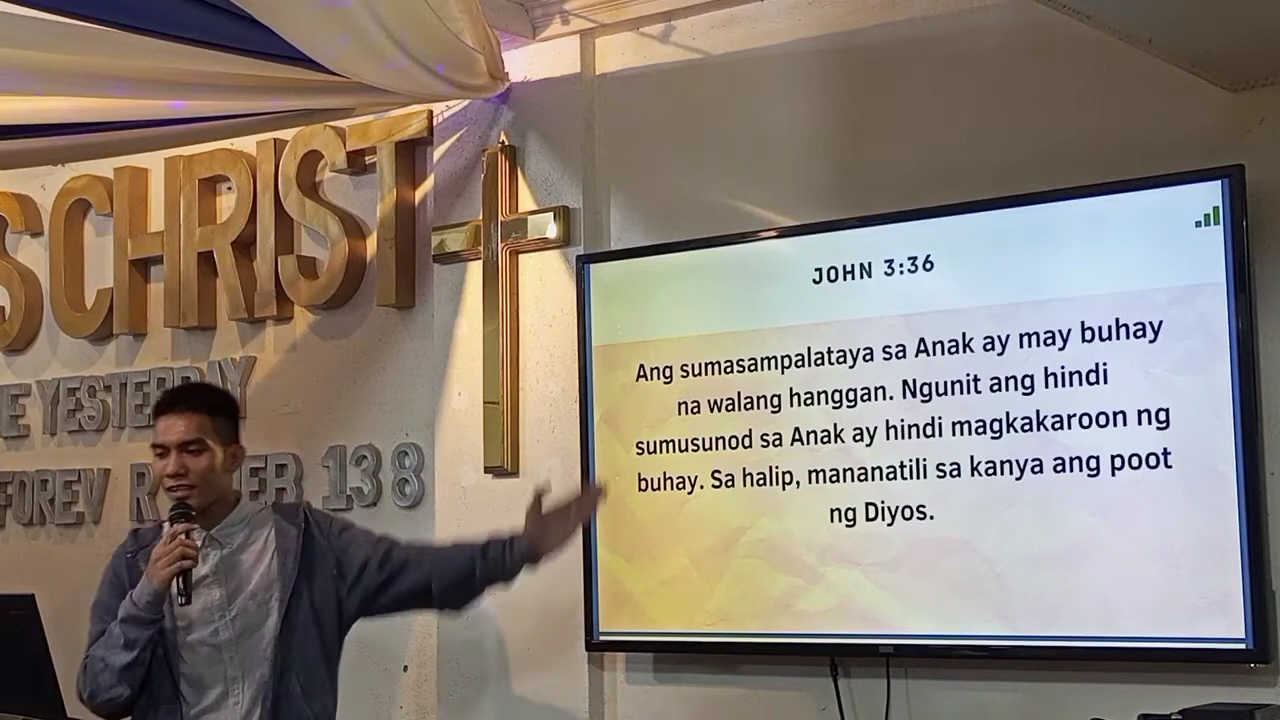 SCHRIST
E YESTERDAY
FOREV R
ER 138
JOHN 3:36
Ang sumasampalataya sa Anak ay may buhay
na walang hanggan. Ngunit ang hindi
sumusunod sa Anak ay hindi magkakaroon ng
buhay. Sa halip, mananatili sa kanya ang poot
ng Diyos.